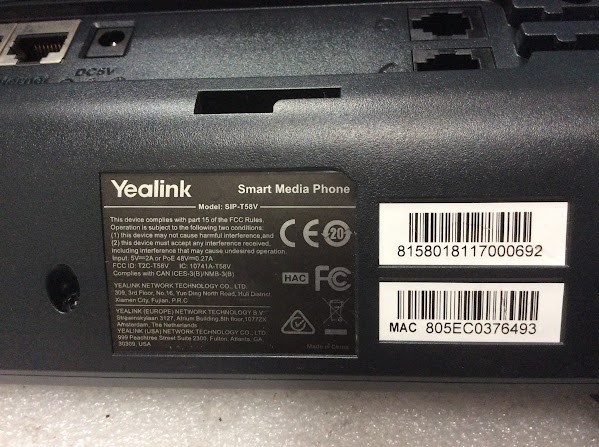 DC5V
Yealink
Smart Media Phone
Model: SIP-T58V
This device complies with part 15 of the FCC Rules.
Operation is subject to the following two conditions:
(1) this device may not cause harmful interference,and
(2) this device must accept any interference received,
including interference that may cause undesired operation.
Input: 5V⎓2A or PoE 48V⎓0.27A
FCC ID: T2C-T58V IC: 10741A-T58V
Complies with CAN ICES-3(B)/NMB-3(B)
YEALINK NETWORK TECHNOLOGY CO., LTD.
309, 3rd Floor, No.16, Yun Ding North Road, Huli District
Xiamen City, Fujian, P.R.C
YEALINK (EUROPE) NETWORK TECHNOLOGY B.V.
Strijpennsylaan 3127, Atrium Building,8th floor,1077ZX
Amsterdam, The Netherlands
YEALINK (USA) NETWORK TECHNOLOGY CO., LTD.
999 Peachtree Street Suite 2300, Fulton, Atlanta, GA,
30309, USA
CE
20
HAC
FC
Made in China
8158018117000692
MAC 805EC0376493